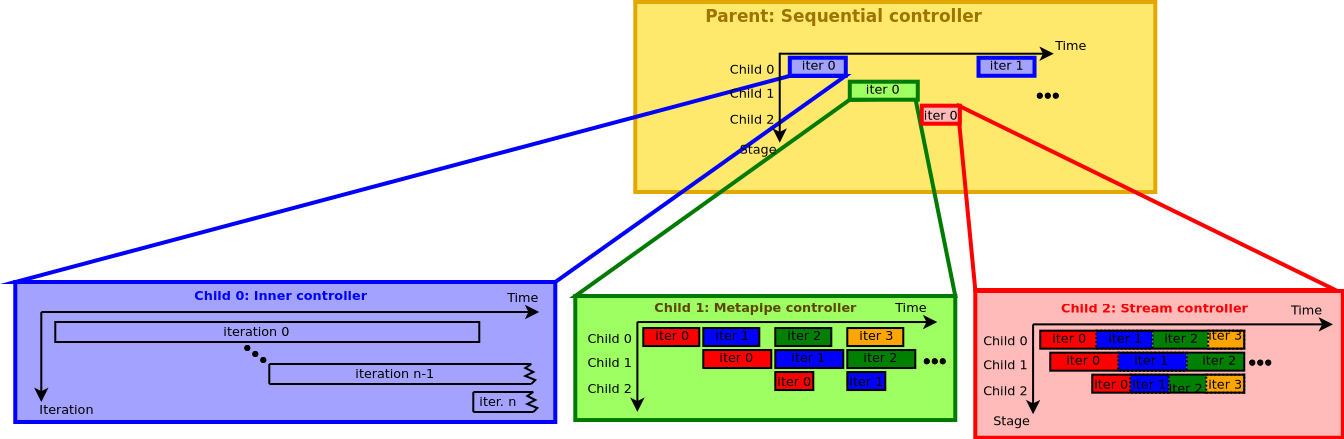 Parent: Sequential controller
Time
Child 0
iter 0
iter 1
Child 1
iter 0
•••
Child 2
iter 0
Stage
Child 0: Inner controller
Time
iteration 0
iteration n-1
iter. n
Iteration
Child 1: Metapipe controller
Time
Child 0
iter 0
iter 1
iter 2
iter 3
Child 1
iter 0
iter 1
iter 2
•••
Child 2
iter 0
iter 1
Child 2: Stream controller
Time
Child 0
iter 0
iter 1
iter 2
iter 3
Child 1
iter 0
iter 1
iter 2
•••
Child 2
iter 0
iter 1
iter 2
iter 3
Stage